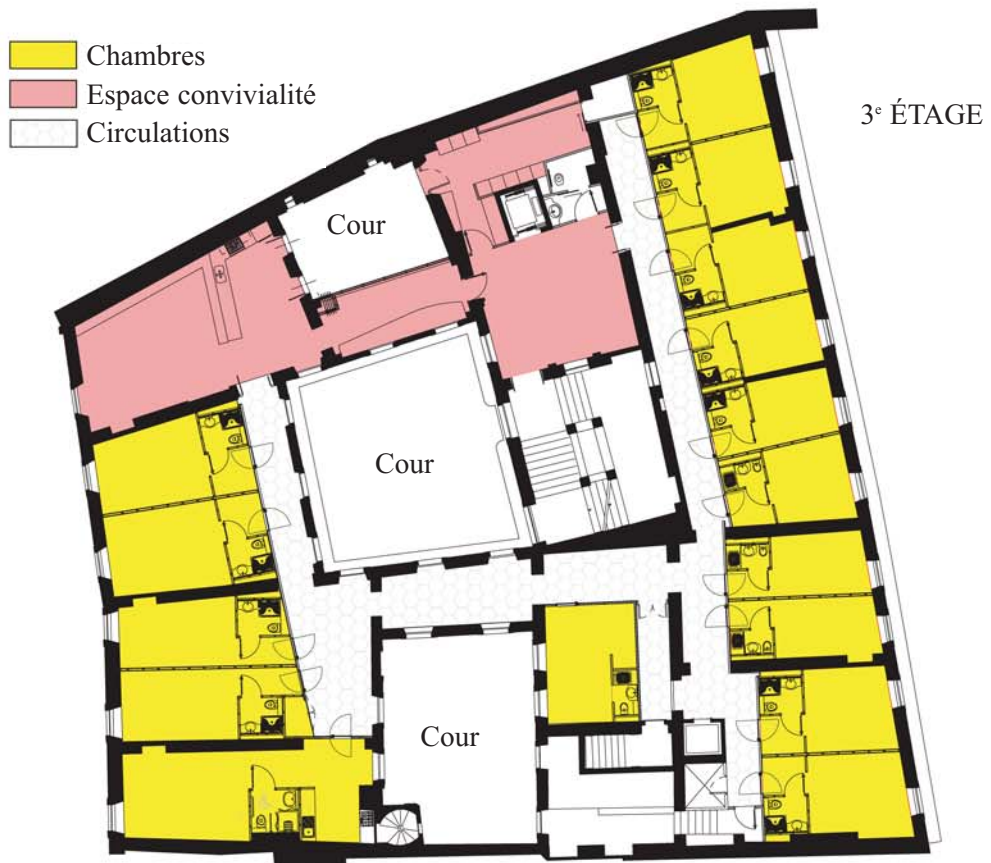 Chambres
Espace convivialité
Circulations
3ᵉ ÉTAGE
Cour
Cour
Cour